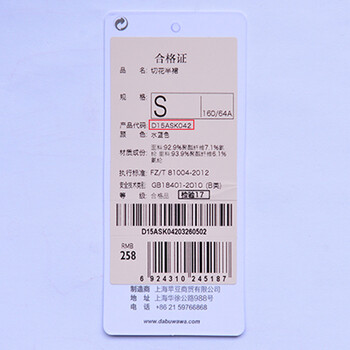 合格证
品 名: 切花半裙
规 格:
S
160/64A
产品代码: D15ASK042
颜 色: 水蓝色
材质成份: 面料:92.9%聚酯纤维7.1%氨纶 里料:93.9%聚酯纤维6.1%氨纶
执行标准: FZ/T 81004-2012
安全技术类别: GB18401-2010 (B类)
等 级: 合格品 检验17
D15ASK04203260502
RMB
258
6 924310 245187
制造商 上海苹豆商贸有限公司
地 址 上海华徐公路988号
电 话 +86 21 59766868
www.dabuwawa.com